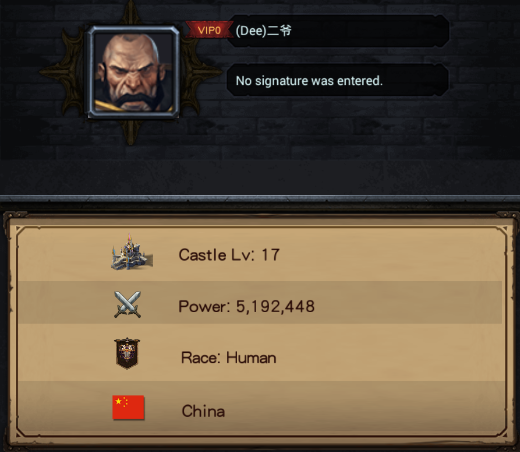 VIP0 (Dee)二爷
No signature was entered.
Castle Lv: 17
Power: 5,192,448
Race: Human
China